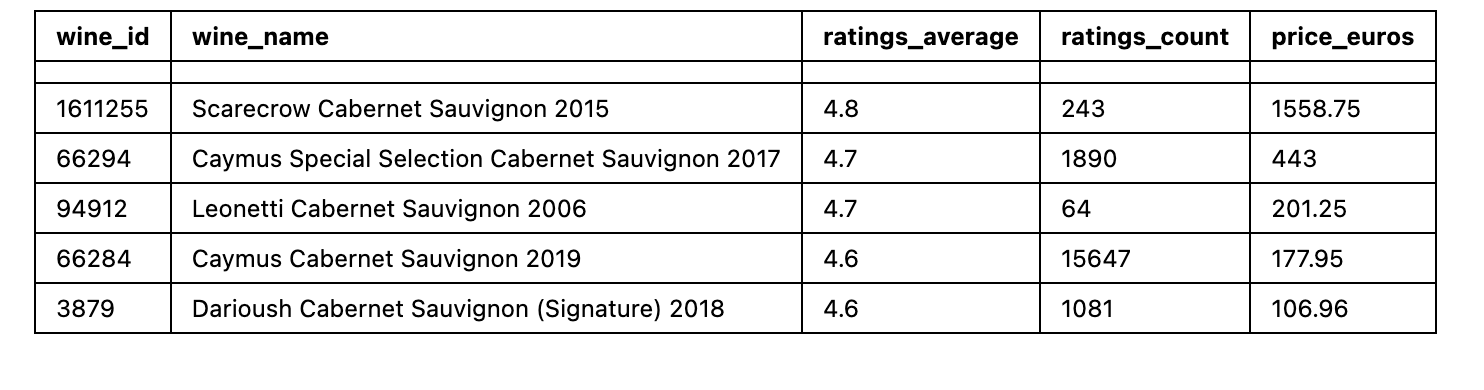 wine_id wine_name ratings_average ratings_count price_euros
1611255 Scarecrow Cabernet Sauvignon 2015 4.8 243 1558.75
66294 Caymus Special Selection Cabernet Sauvignon 2017 4.7 1890 443
94912 Leonetti Cabernet Sauvignon 2006 4.7 64 201.25
66284 Caymus Cabernet Sauvignon 2019 4.6 15647 177.95
3879 Darioush Cabernet Sauvignon (Signature) 2018 4.6 1081 106.96